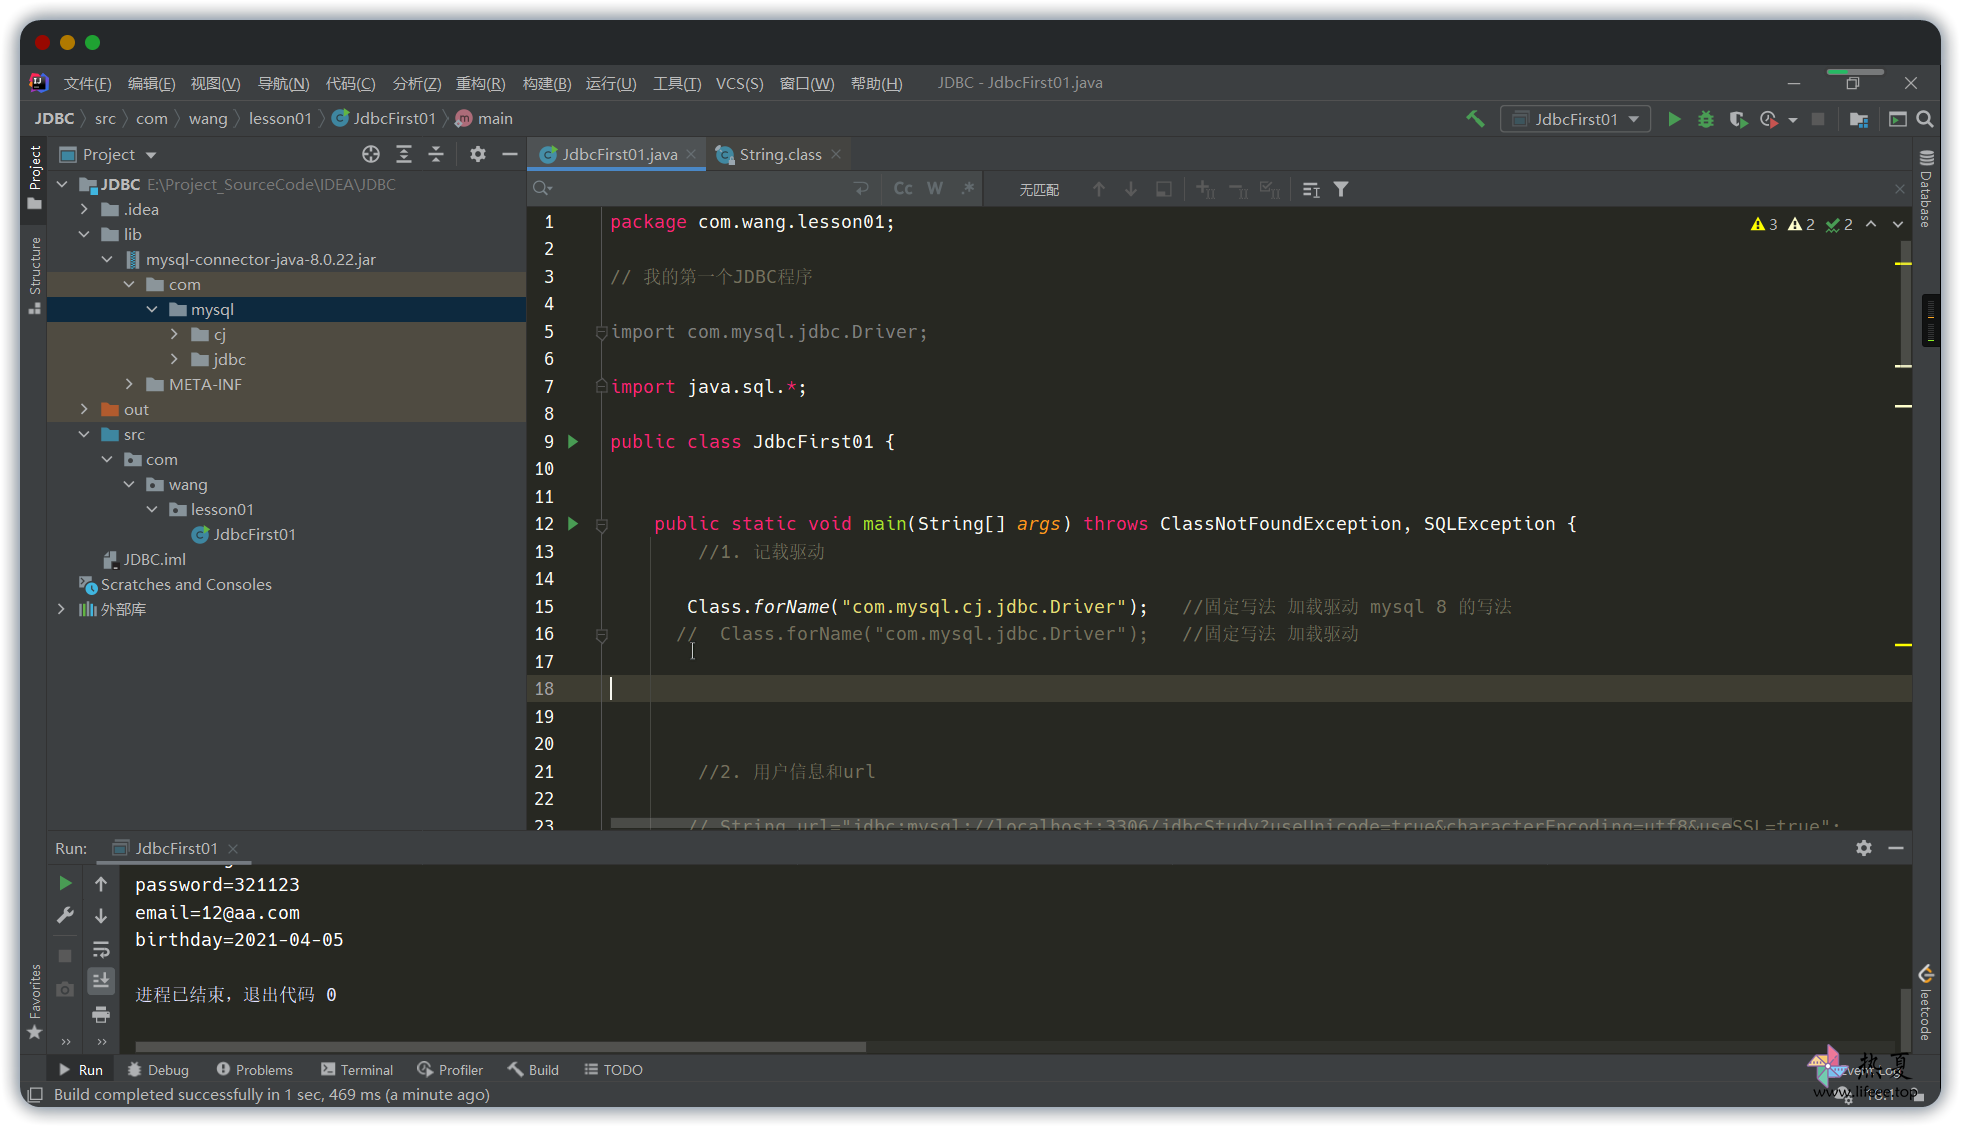 文件(F) 编辑(E) 视图(V) 导航(N) 代码(C) 分析(Z) 重构(R) 构建(B) 运行(U) 工具(T) VCS(S) 窗口(W) 帮助(H) JDBC - JdbcFirst01.java
JDBC src com wang lesson01 JdbcFirst01 main
JdbcFirst01
Project
JdbcFirst01.java
String.class
Project
Structure
Favorites
Database
leetcode
JDBC E:\Project_SourceCode\IDEA\JDBC
.idea
lib
mysql-connector-java-8.0.22.jar
com
mysql
cj
jdbc
META-INF
out
src
com
wang
lesson01
JdbcFirst01
JDBC.iml
Scratches and Consoles
外部库
Cc W .* 无匹配
3 2 2
1 package com.wang.lesson01;
2
3 // 我的第一个JDBC程序
4
5 import com.mysql.jdbc.Driver;
6
7 import java.sql.*;
8
9 public class JdbcFirst01 {
10
11
12 public static void main(String[] args) throws ClassNotFoundException, SQLException {
13 //1. 记载驱动
14
15 Class.forName("com.mysql.cj.jdbc.Driver"); //固定写法 加载驱动 mysql 8 的写法
16 // Class.forName("com.mysql.jdbc.Driver"); //固定写法 加载驱动
17
18
19
20
21 //2. 用户信息和url
22
23 // String url="jdbc:mysql://localhost:3306/jdbcStudy?useUnicode=true&characterEncoding=utf8&useSSL=true";
Run: JdbcFirst01
password=321123
email=12@aa.com
birthday=2021-04-05
进程已结束，退出代码 0
Run Debug Problems Terminal Profiler Build TODO
Build completed successfully in 1 sec, 469 ms (a minute ago)
热夏
www.lifeee.top